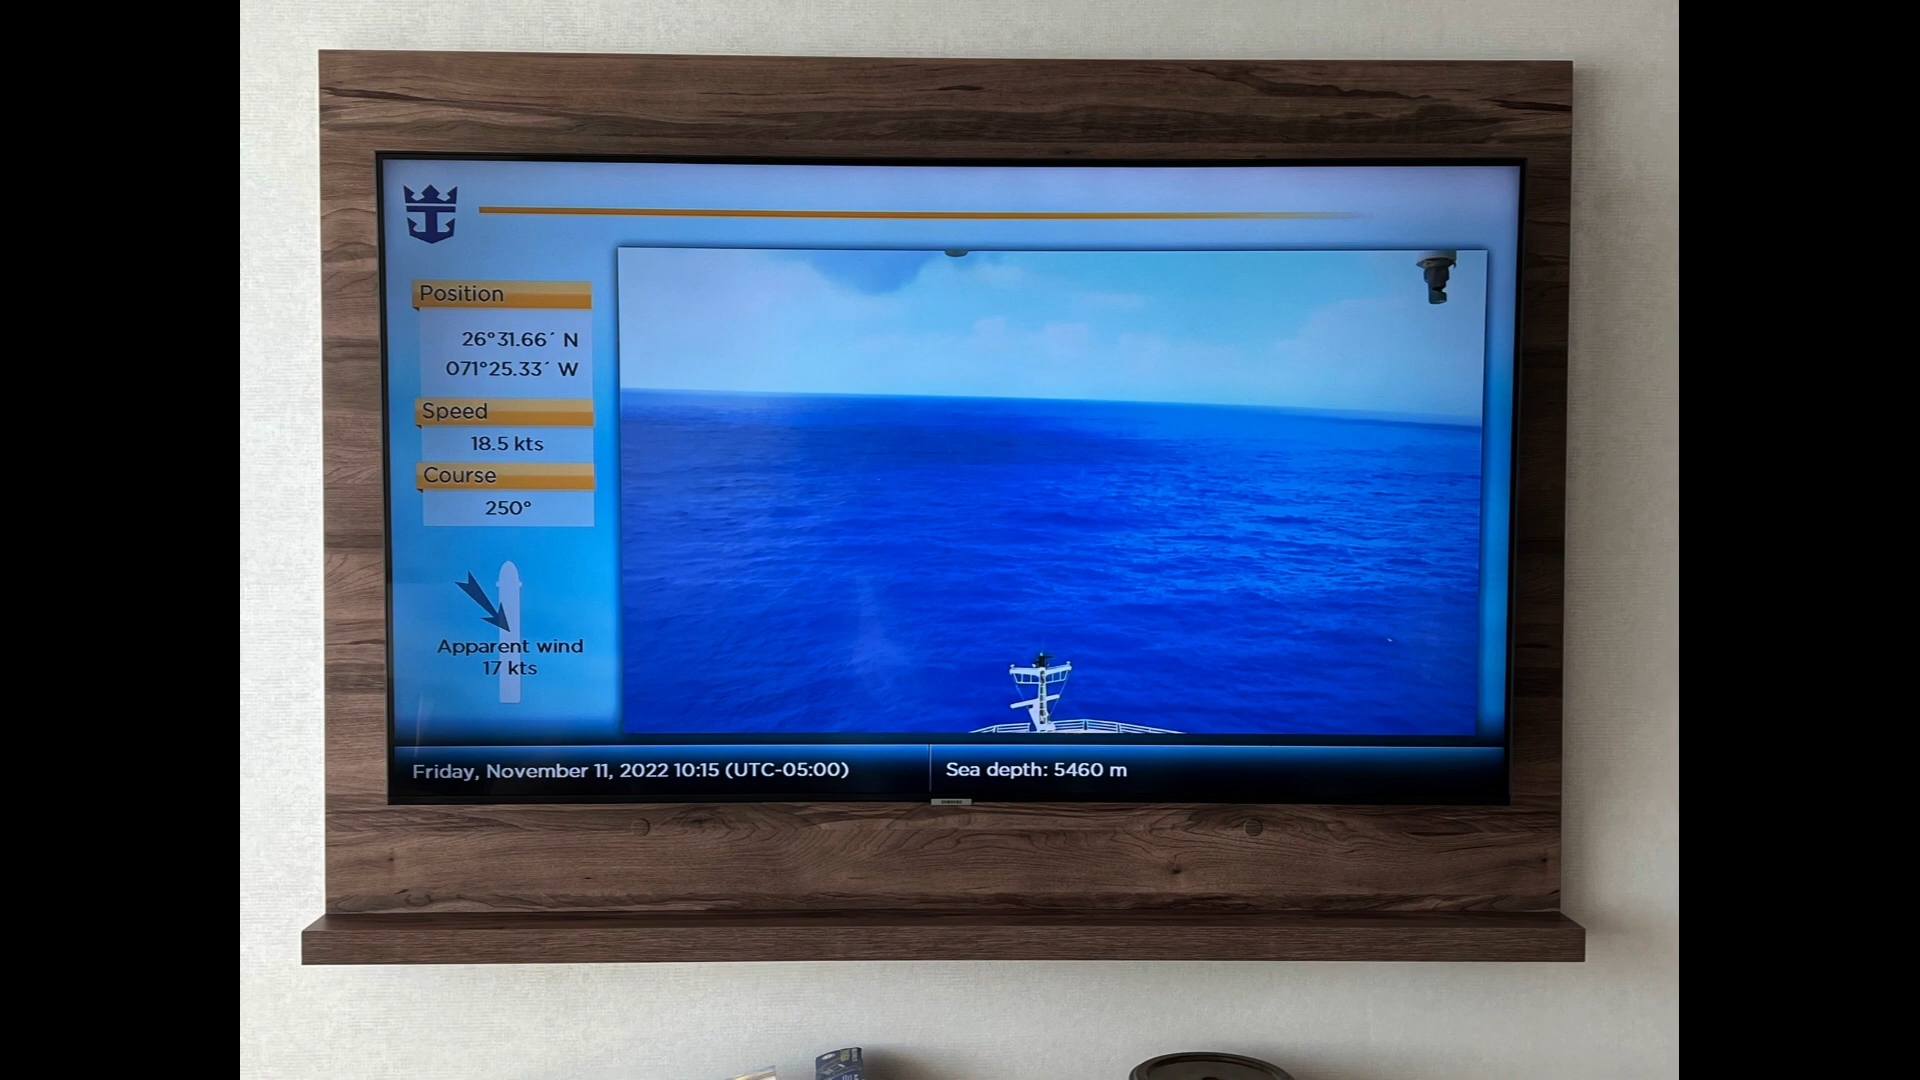 Position
26°31.66´ N
071°25.33´ W
Speed
18.5 kts
Course
250°
Apparent wind
17 kts
Friday, November 11, 2022 10:15 (UTC-05:00)
Sea depth: 5460 m
SAMSUNG